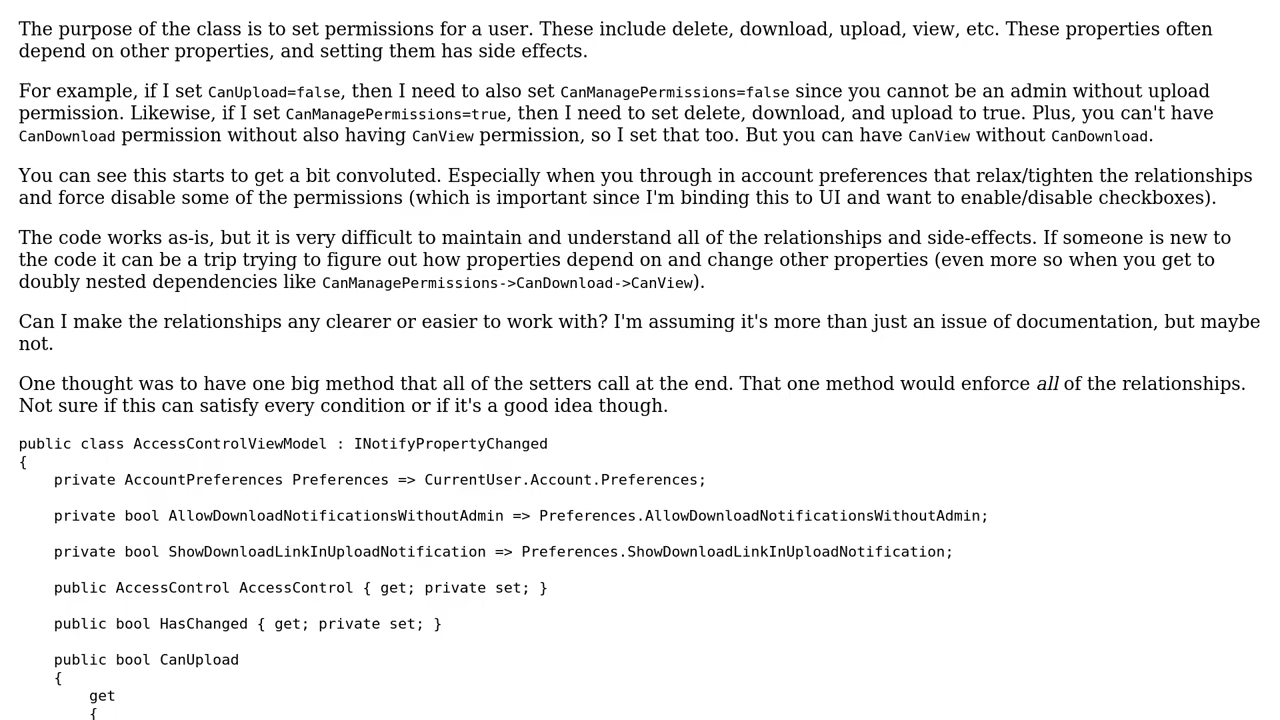 The purpose of the class is to set permissions for a user. These include delete, download, upload, view, etc. These properties often
depend on other properties, and setting them has side effects.
For example, if I set CanUpload=false, then I need to also set CanManagePermissions=false since you cannot be an admin without upload
permission. Likewise, if I set CanManagePermissions=true, then I need to set delete, download, and upload to true. Plus, you can't have
CanDownload permission without also having CanView permission, so I set that too. But you can have CanView without CanDownload.
You can see this starts to get a bit convoluted. Especially when you through in account preferences that relax/tighten the relationships
and force disable some of the permissions (which is important since I'm binding this to UI and want to enable/disable checkboxes).
The code works as-is, but it is very difficult to maintain and understand all of the relationships and side-effects. If someone is new to
the code it can be a trip trying to figure out how properties depend on and change other properties (even more so when you get to
doubly nested dependencies like CanManagePermissions->CanDownload->CanView).
Can I make the relationships any clearer or easier to work with? I'm assuming it's more than just an issue of documentation, but maybe
not.
One thought was to have one big method that all of the setters call at the end. That one method would enforce all of the relationships.
Not sure if this can satisfy every condition or if it's a good idea though.
public class AccessControlViewModel : INotifyPropertyChanged
{
    private AccountPreferences Preferences => CurrentUser.Account.Preferences;
    private bool AllowDownloadNotificationsWithoutAdmin => Preferences.AllowDownloadNotificationsWithoutAdmin;
    private bool ShowDownloadLinkInUploadNotification => Preferences.ShowDownloadLinkInUploadNotification;
    public AccessControl AccessControl { get; private set; }
    public bool HasChanged { get; private set; }
    public bool CanUpload
    {
        get
        {